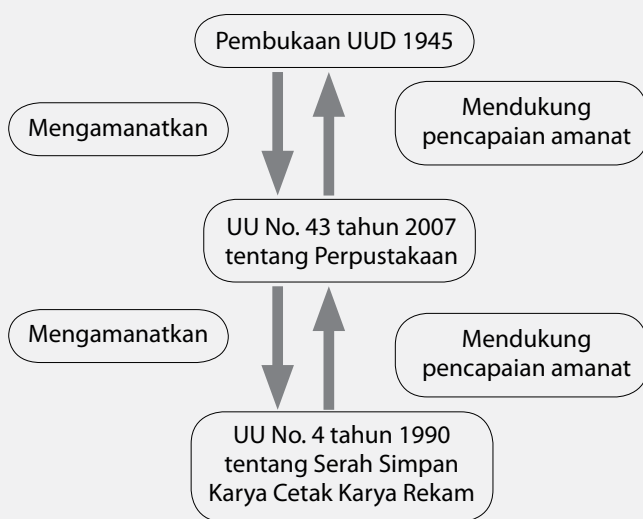 Pembukaan UUD 1945
Mengamanatkan
Mendukung
pencapaian amanat
UU No. 43 tahun 2007
tentang Perpustakaan
Mengamanatkan
Mendukung
pencapaian amanat
UU No. 4 tahun 1990
tentang Serah Simpan
Karya Cetak Karya Rekam